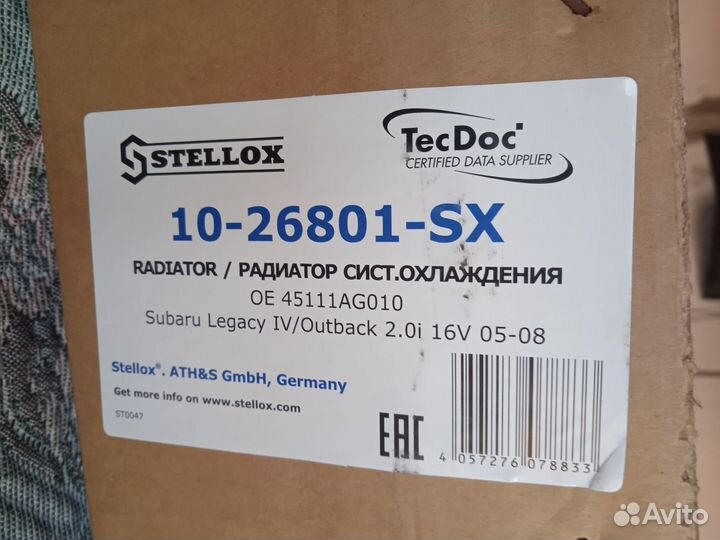 STELLOX
TecDoc
CERTIFIED DATA SUPPLIER
10-26801-SX
RADIATOR / РАДИАТОР СИСТ.ОХЛАЖДЕНИЯ
OE 45111AG010
Subaru Legacy IV/Outback 2.0i 16V 05-08
Stellox®. ATH&S GmbH, Germany
Get more info on www.stellox.com
ST0047
EAC
4 057276 078833
Avito